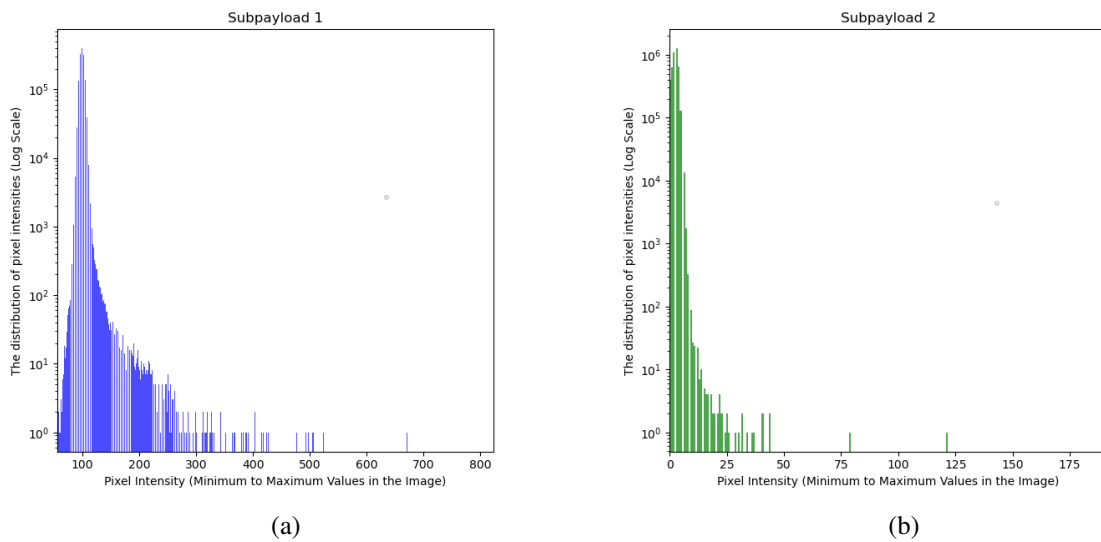 Subpayload 1
The distribution of pixel intensities (Log Scale)
10^5
10^4
10^3
10^2
10^1
10^0
100 200 300 400 500 600 700 800
Pixel Intensity (Minimum to Maximum Values in the Image)
(a)
Subpayload 2
The distribution of pixel intensities (Log Scale)
10^6
10^5
10^4
10^3
10^2
10^1
10^0
0 25 50 75 100 125 150 175
Pixel Intensity (Minimum to Maximum Values in the Image)
(b)